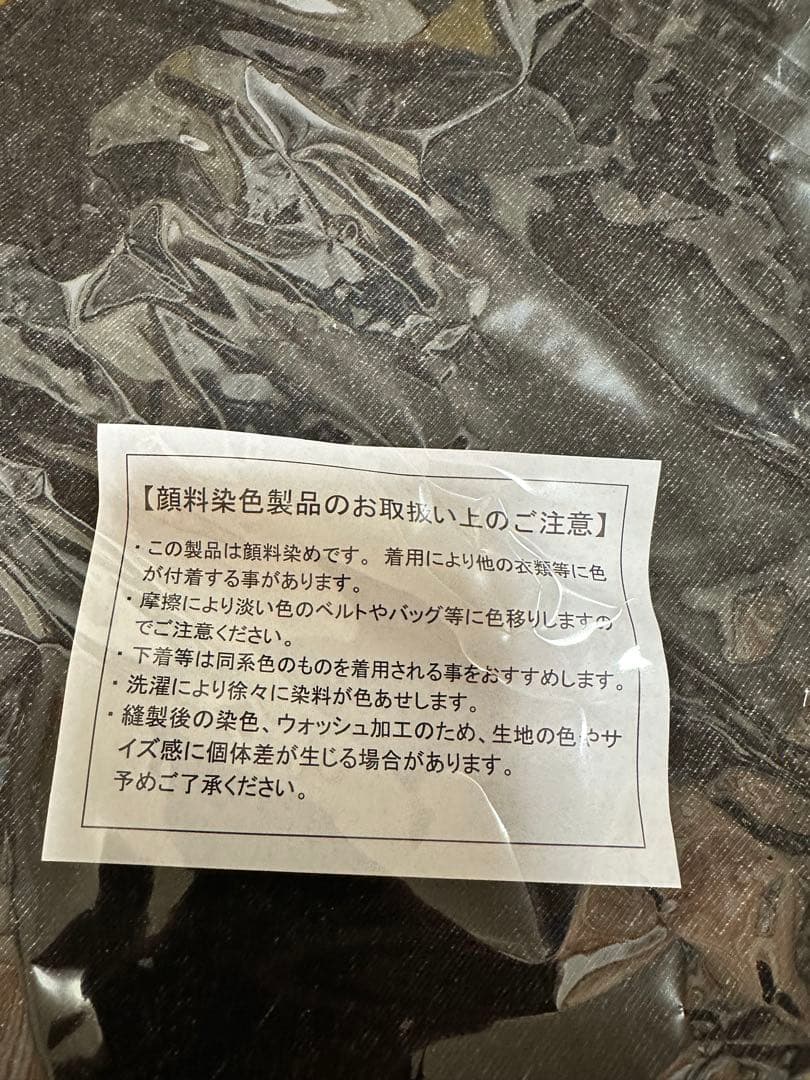 【顔料染色製品のお取扱い上のご注意】
・この製品は顔料染めです。着用により他の衣類等に色
が付着する事があります。
・摩擦により淡い色のベルトやバッグ等に色移りしますの
でご注意ください。
・下着等は同系色のものを着用される事をおすすめします。
・洗濯により徐々に染料が色あせします。
・縫製後の染色、ウォッシュ加工のため、生地の色やサ
イズ感に個体差が生じる場合があります。
予めご了承ください。